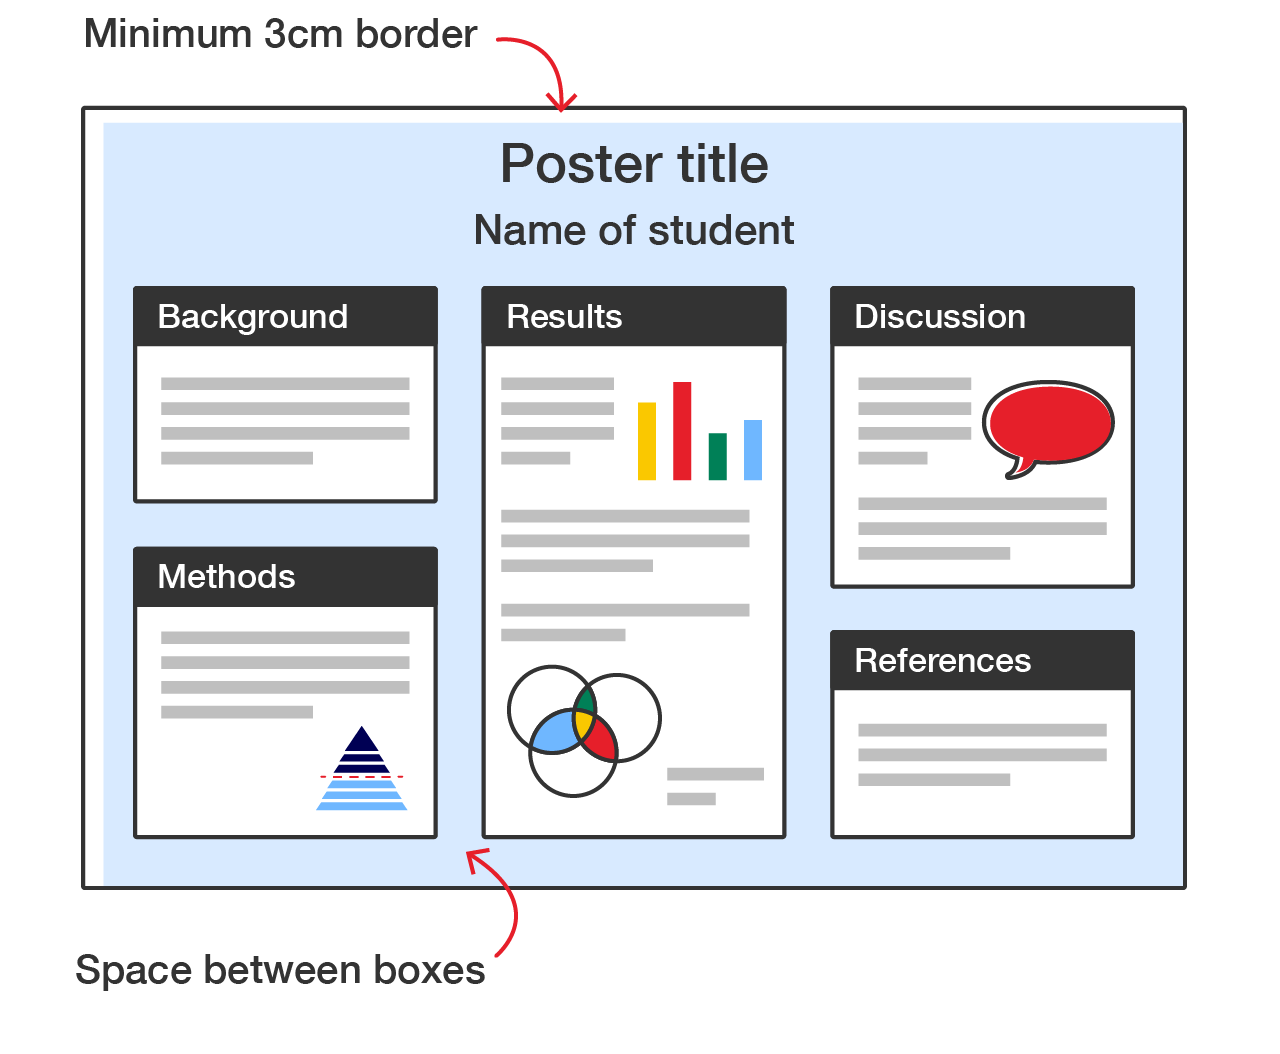 Minimum 3cm border
Poster title
Name of student
Background
Methods
Results
Discussion
References
Space between boxes